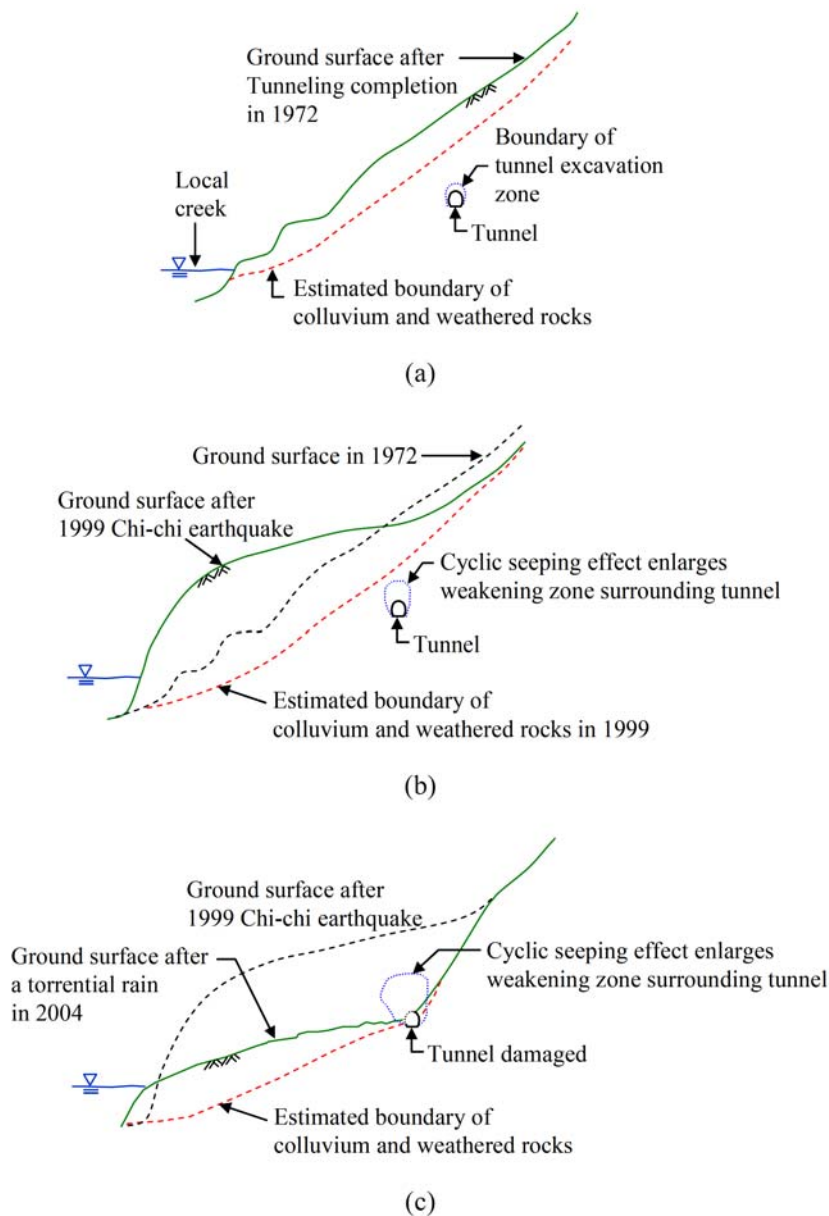 Ground surface after
Tunneling completion
in 1972
Boundary of
tunnel excavation
zone
Local
creek
Tunnel
Estimated boundary of
colluvium and weathered rocks
(a)
Ground surface in 1972
Ground surface after
1999 Chi-chi earthquake
Cyclic seeping effect enlarges
weakening zone surrounding tunnel
Tunnel
Estimated boundary of
colluvium and weathered rocks in 1999
(b)
Ground surface after
1999 Chi-chi earthquake
Ground surface after
a torrential rain
in 2004
Cyclic seeping effect enlarges
weakening zone surrounding tunnel
Tunnel damaged
Estimated boundary of
colluvium and weathered rocks
(c)